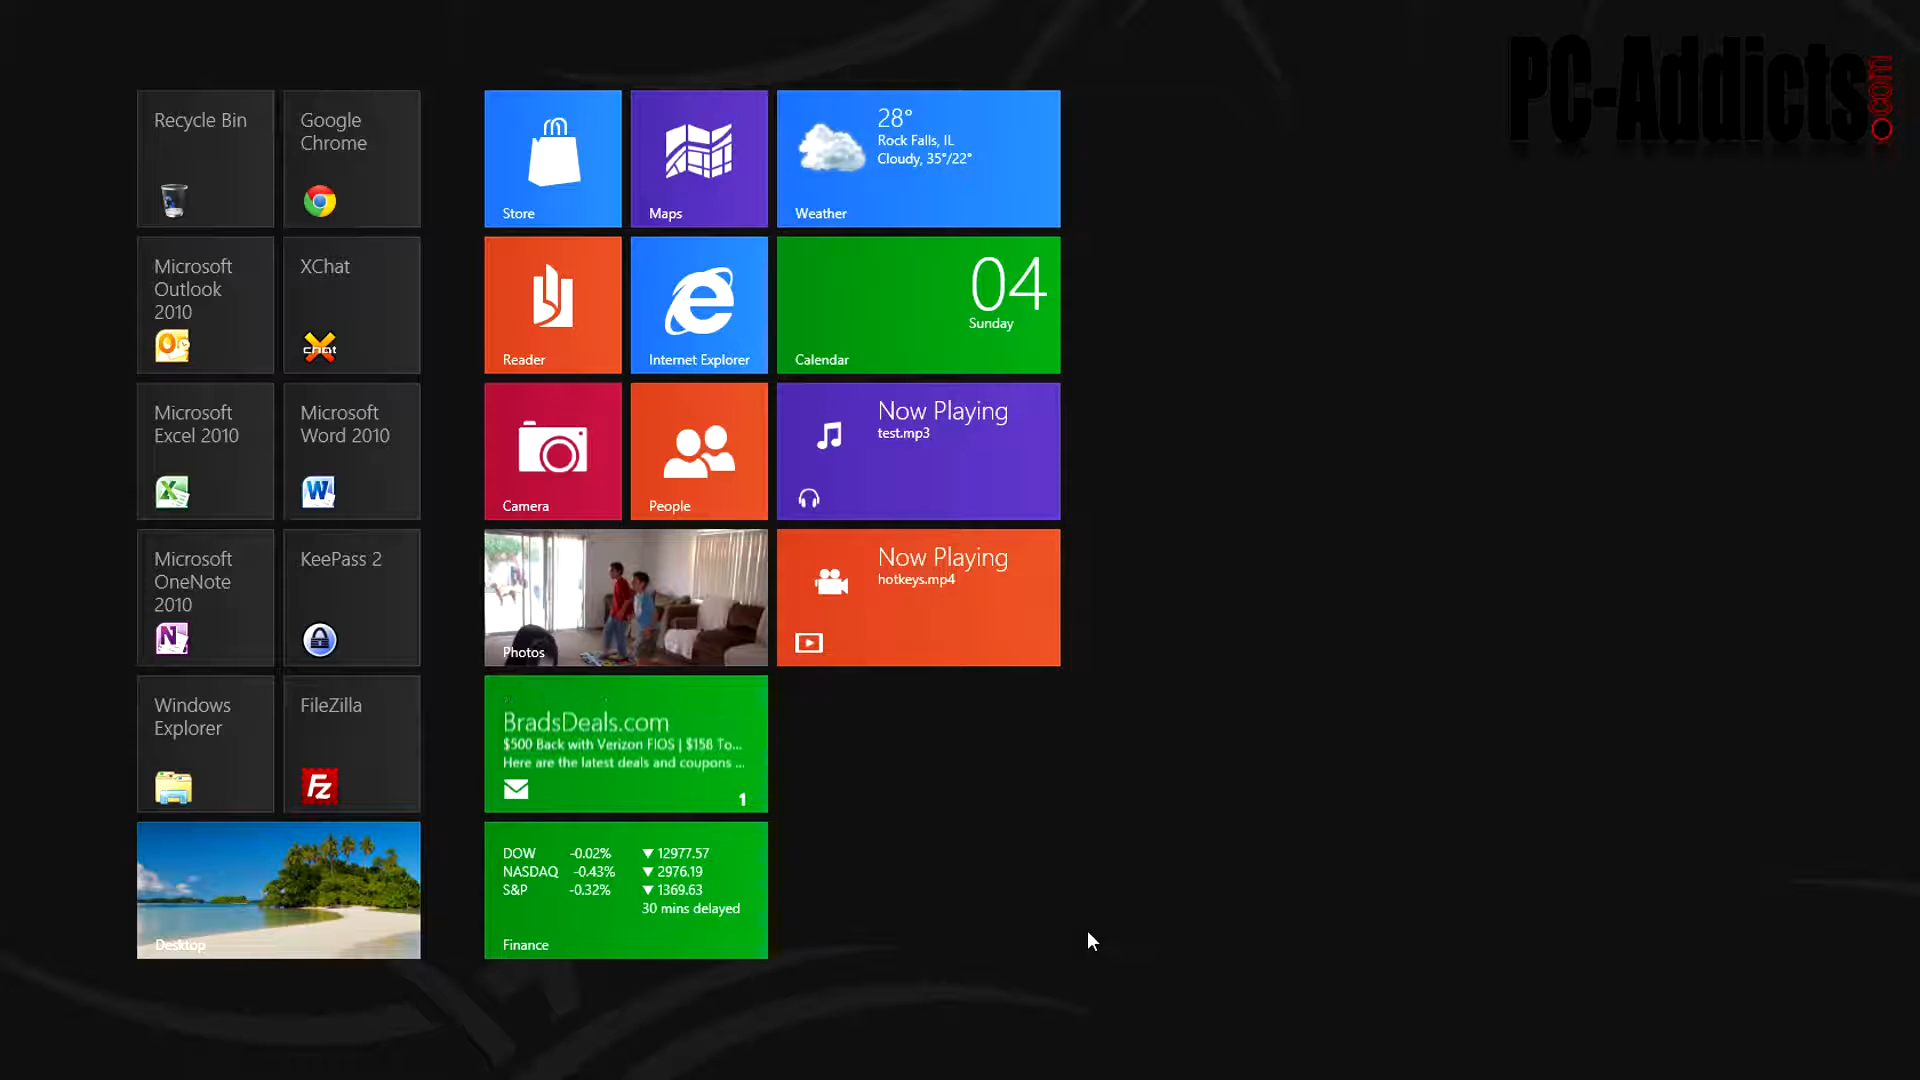 PC-Addicts.com
Recycle Bin
Google
Chrome
Microsoft
Outlook
2010
XChat
chat
Microsoft
Excel 2010
Microsoft
Word 2010
Microsoft
OneNote
2010
KeePass 2
Windows
Explorer
FileZilla
Fz
Desktop
Store
Maps
28°
Rock Falls, IL
Cloudy, 35°/22°
Weather
Reader
Internet Explorer
04
Sunday
Calendar
Camera
People
Now Playing
test.mp3
Photos
Now Playing
hotkeys.mp4
BradsDeals.com
$500 Back with Verizon FIOS | $158 To...
Here are the latest deals and coupons ...
1
DOW -0.02% ▼ 12977.57
NASDAQ -0.43% ▼ 2976.19
S&P -0.32% ▼ 1369.63
30 mins delayed
Finance